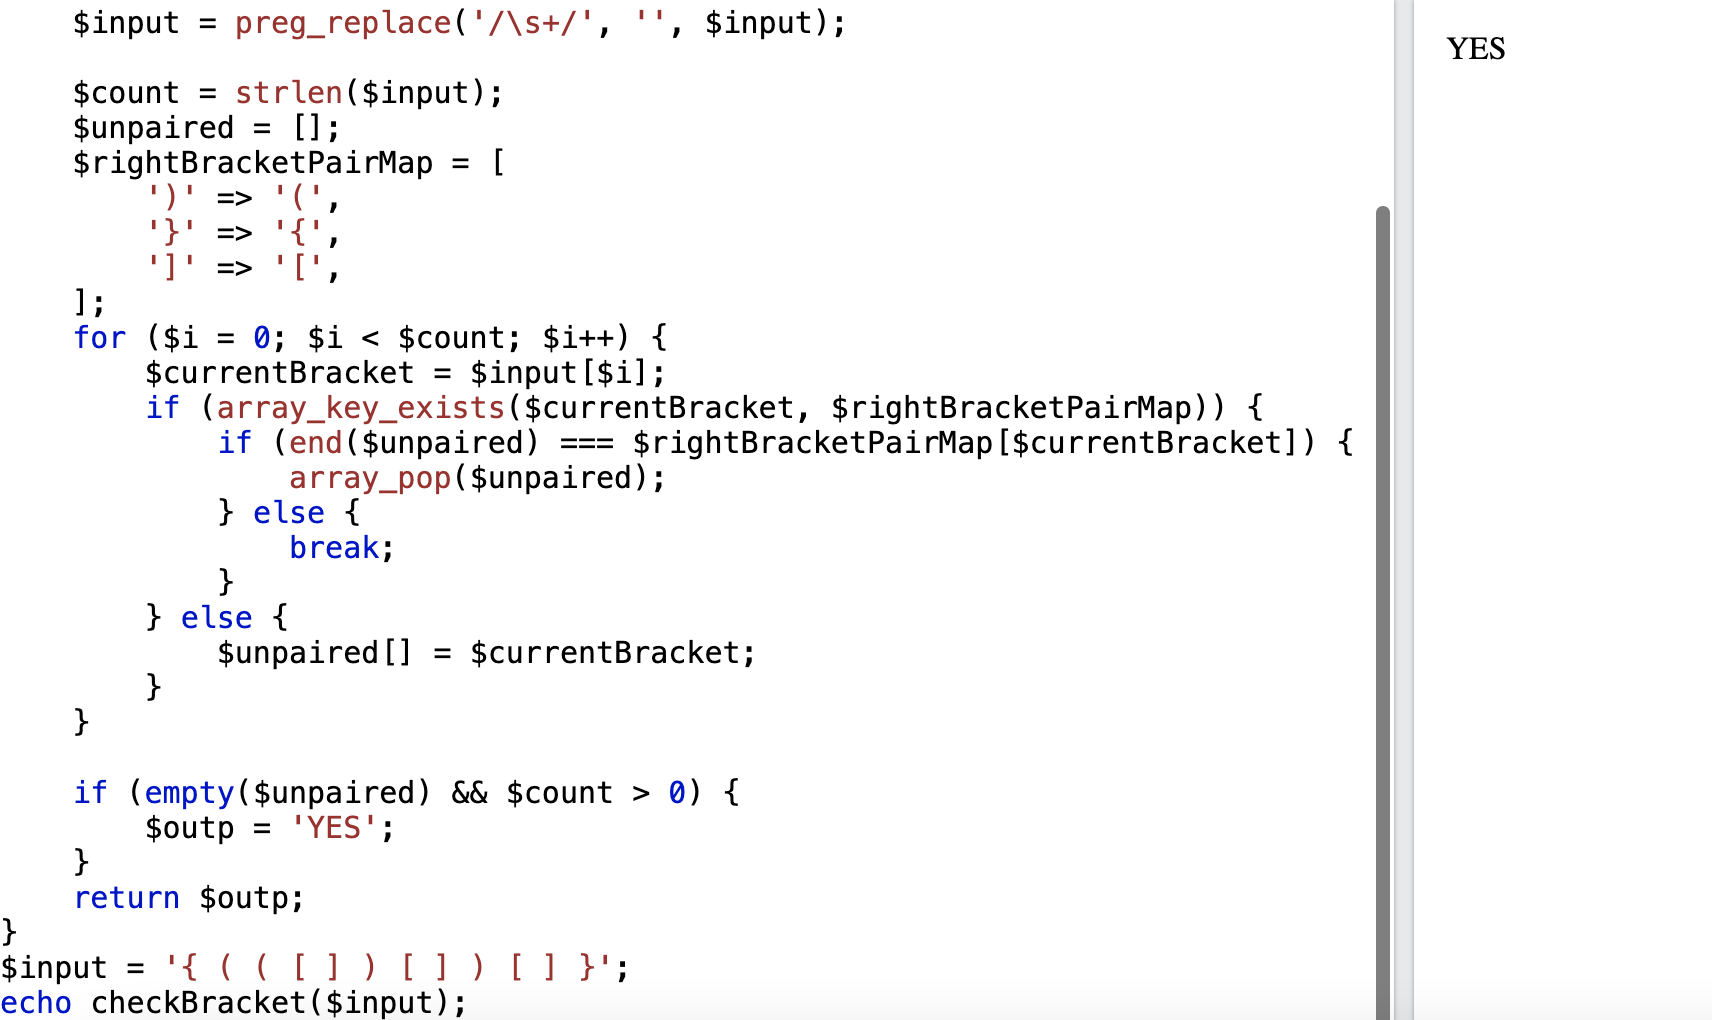 $input = preg_replace('/\s+/', '', $input);

    $count = strlen($input);
    $unpaired = [];
    $rightBracketPairMap = [
        ')' => '(',
        '}' => '{',
        ']' => '[',
    ];
    for ($i = 0; $i < $count; $i++) {
        $currentBracket = $input[$i];
        if (array_key_exists($currentBracket, $rightBracketPairMap)) {
            if (end($unpaired) === $rightBracketPairMap[$currentBracket]) {
                array_pop($unpaired);
            } else {
                break;
            }
        } else {
            $unpaired[] = $currentBracket;
        }
    }

    if (empty($unpaired) && $count > 0) {
        $outp = 'YES';
    }
    return $outp;
}
$input = '{ ( ( [ ] ) [ ] ) [ ] }';
echo checkBracket($input);
YES